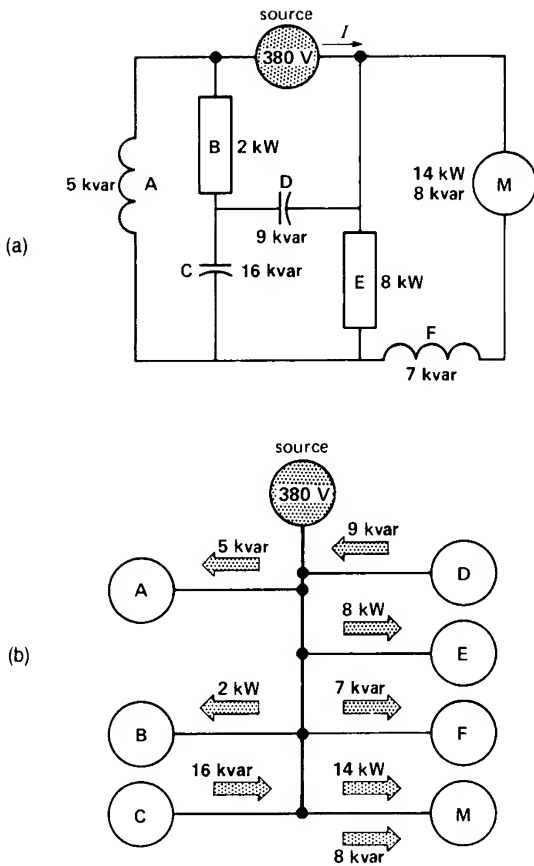 source
380 V
I
B
2 kW
5 kvar
A
D
9 kvar
14 kW
8 kvar
M
(a)
C
16 kvar
E
8 kW
F
7 kvar
source
380 V
5 kvar
9 kvar
A
D
8 kW
E
(b)
2 kW
7 kvar
B
F
16 kvar
14 kW
C
M
8 kvar